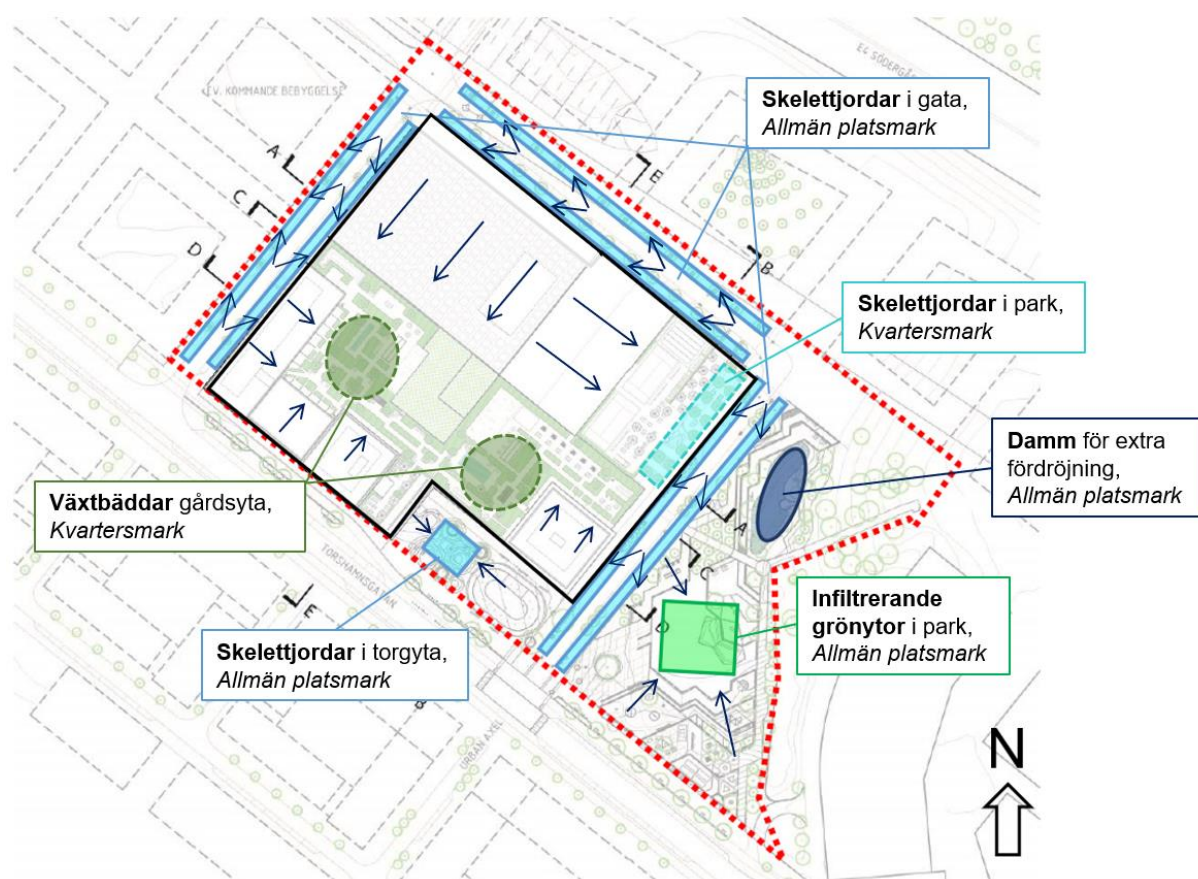 E4 SÖDERGÅ
EV. KOMMANDE BEBYGGELSE
Skelettjordar i gata,
Allmän platsmark
A
E
C
D
B
Skelettjordar i park,
Kvartersmark
Damm för extra
fördröjning,
Allmän platsmark
Växtbäddar gårdsyta,
Kvartersmark
A
C
TORSHAMNSGATAN
E
D
Infiltrerande
grönytor i park,
Allmän platsmark
Skelettjordar i torgyta,
Allmän platsmark
B
URBAN AXEL
N